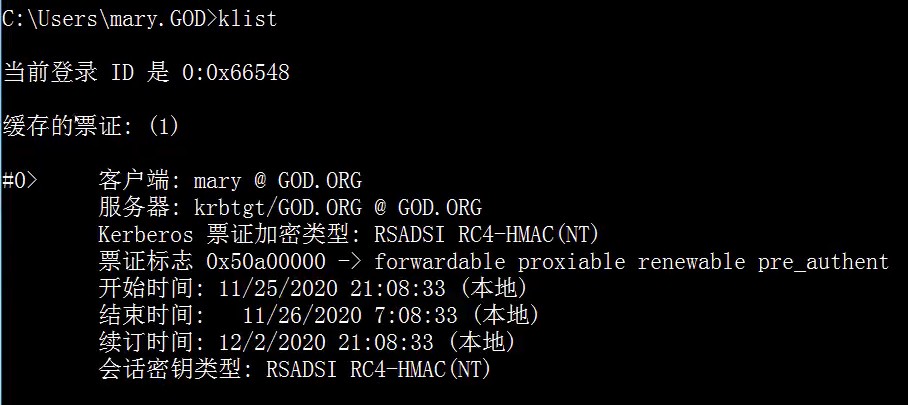 C:\Users\mary.GOD>klist
当前登录 ID 是 0:0x66548
缓存的票证: (1)
#0>     客户端: mary @ GOD.ORG
        服务器: krbtgt/GOD.ORG @ GOD.ORG
        Kerberos 票证加密类型: RSADSI RC4-HMAC(NT)
        票证标志 0x50a00000 -> forwardable proxiable renewable pre_authent
        开始时间: 11/25/2020 21:08:33 (本地)
        结束时间:   11/26/2020 7:08:33 (本地)
        续订时间: 12/2/2020 21:08:33 (本地)
        会话密钥类型: RSADSI RC4-HMAC(NT)